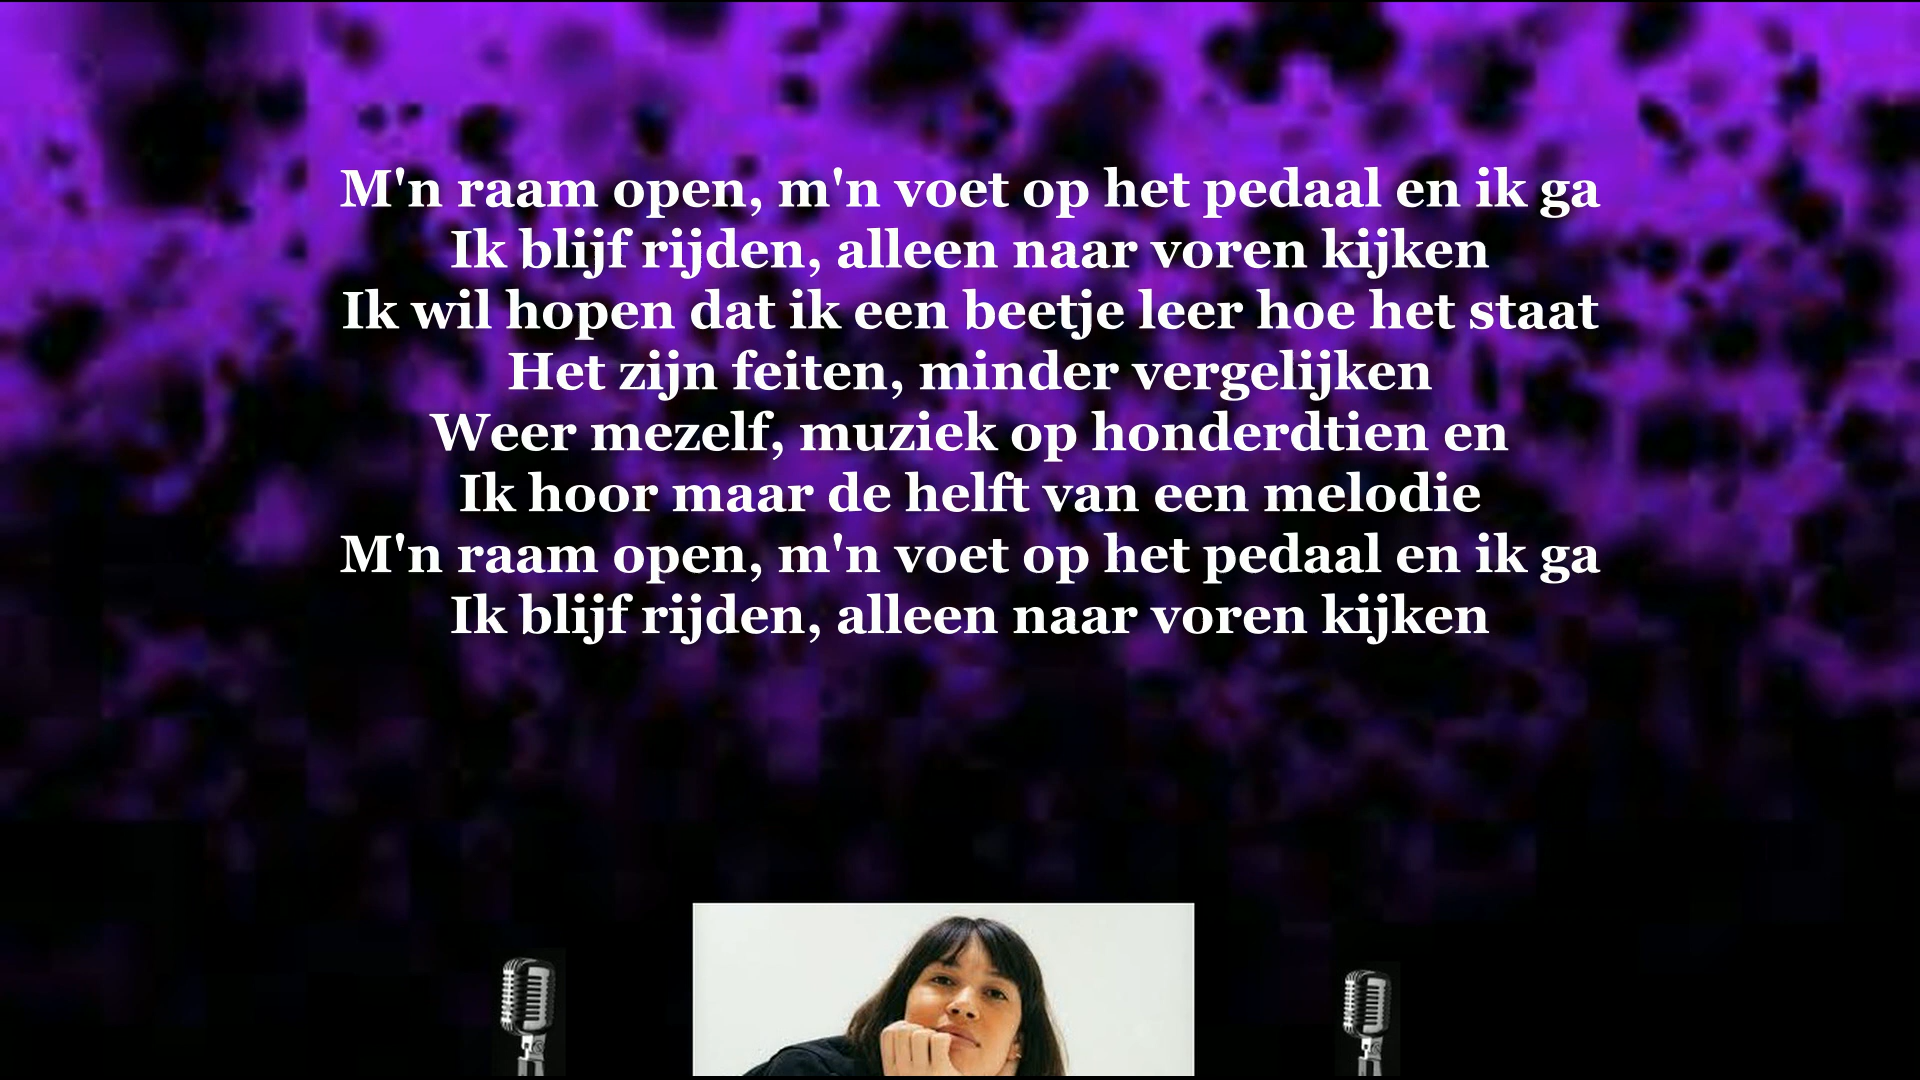 M'n raam open, m'n voet op het pedaal en ik ga
Ik blijf rijden, alleen naar voren kijken
Ik wil hopen dat ik een beetje leer hoe het staat
Het zijn feiten, minder vergelijken
Weer mezelf, muziek op honderdtien en
Ik hoor maar de helft van een melodie
M'n raam open, m'n voet op het pedaal en ik ga
Ik blijf rijden, alleen naar voren kijken